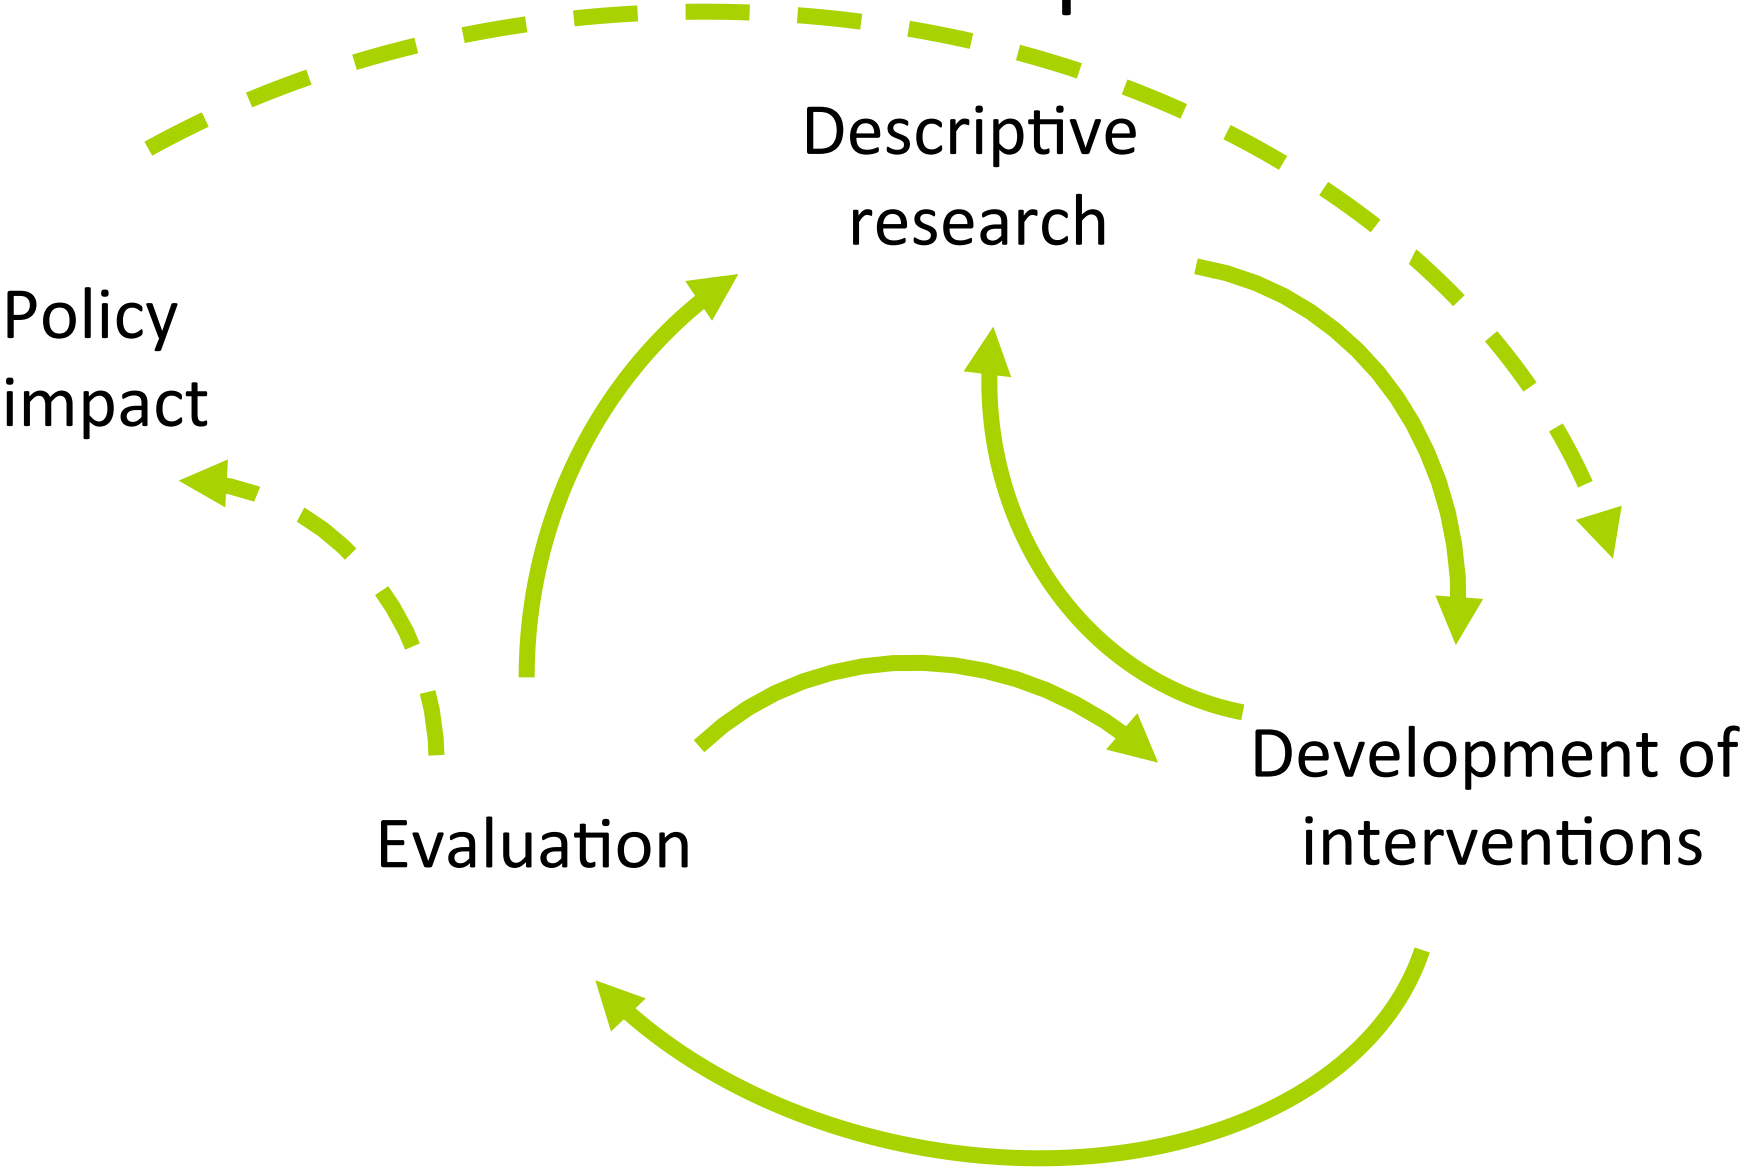 Descriptive
research
Policy
impact
Development of
interventions
Evaluation